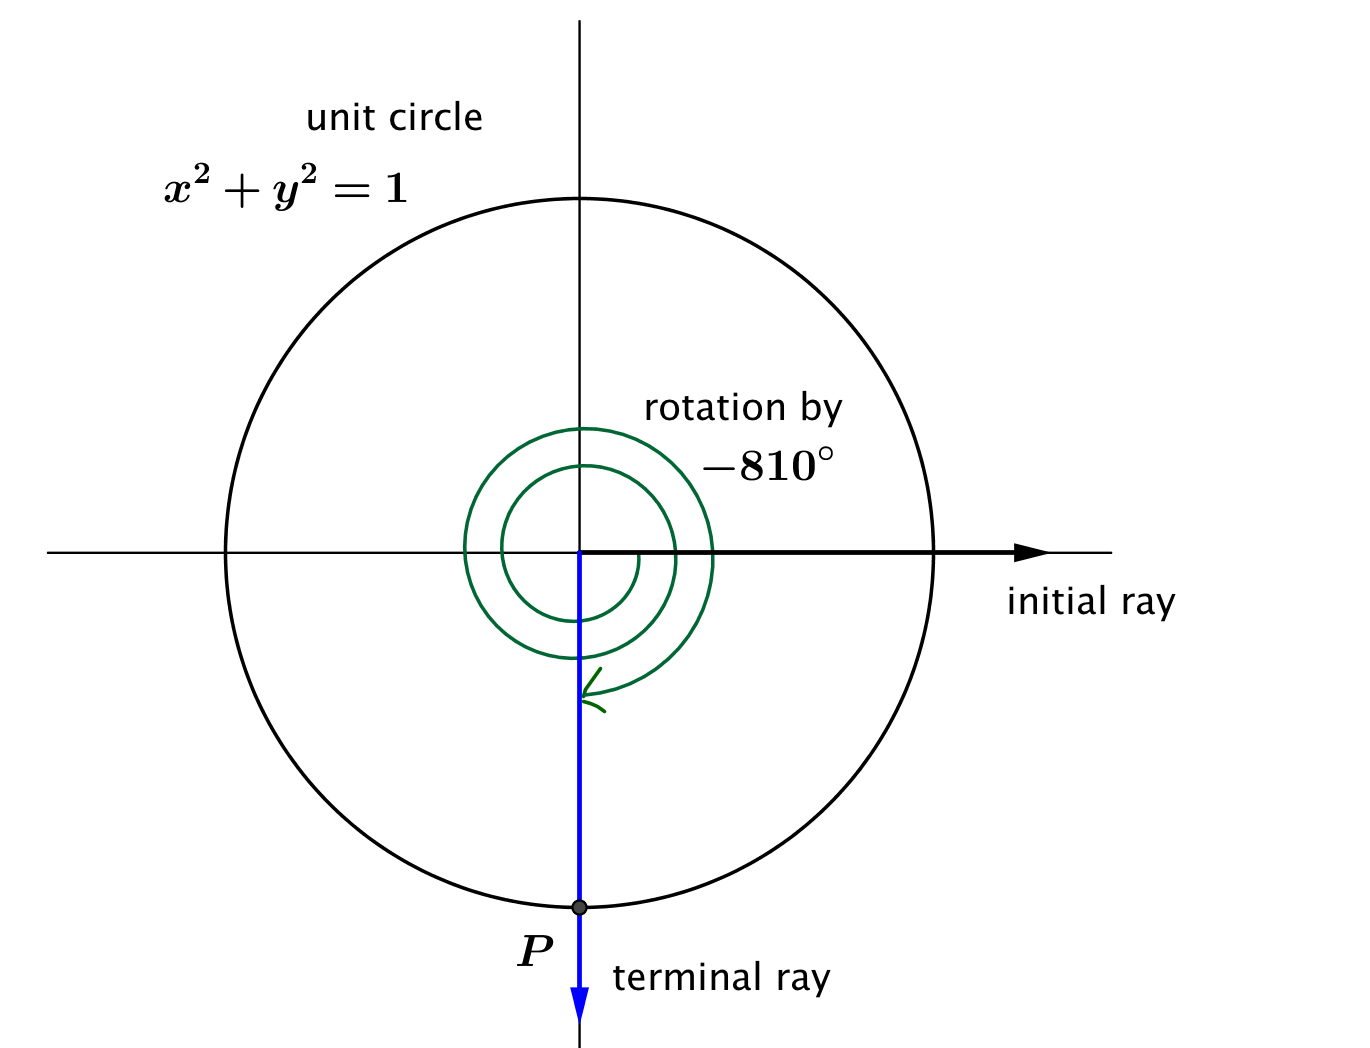 unit circle
x² + y² = 1
rotation by
−810°
initial ray
P
terminal ray